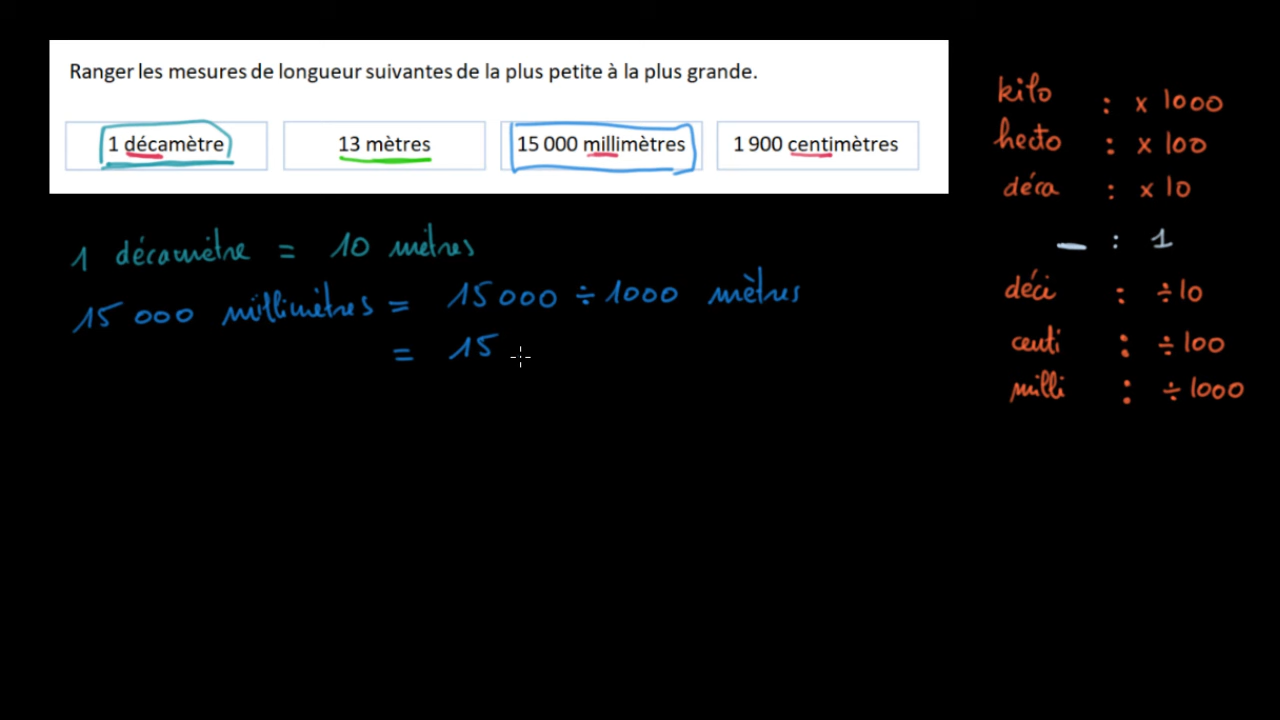 Ranger les mesures de longueur suivantes de la plus petite à la plus grande.
1 décamètre 13 mètres 15 000 millimètres 1 900 centimètres
1 décamètre = 10 mètres
15 000 millimètres = 15 000 ÷ 1000 mètres
= 15
kilo : x 1000
hecto : x 100
déca : x 10
— : 1
déci : ÷ 10
centi : ÷ 100
milli : ÷ 1000